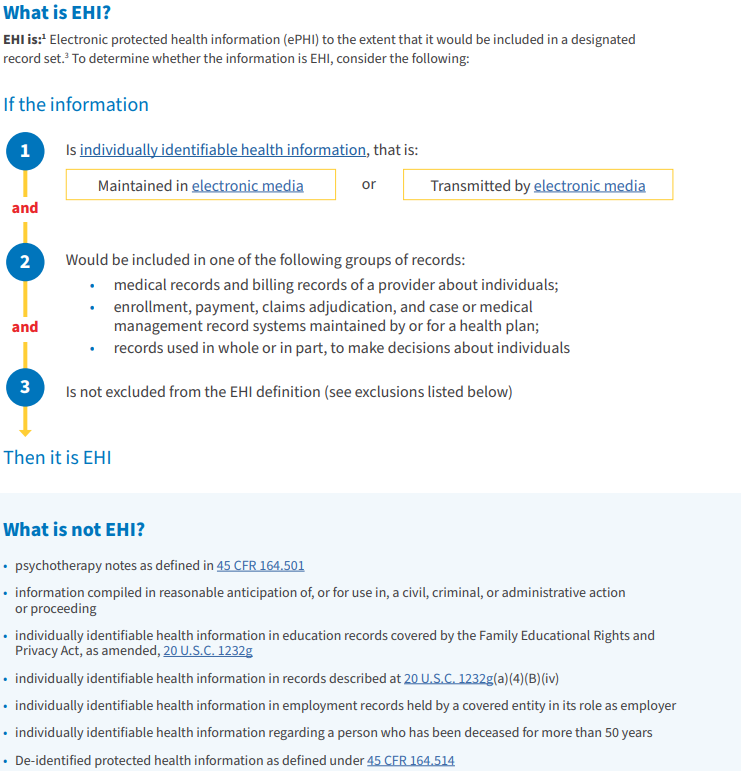 What is EHI?
EHI is:¹ Electronic protected health information (ePHI) to the extent that it would be included in a designated
record set.³ To determine whether the information is EHI, consider the following:
If the information
1
Is individually identifiable health information, that is:
Maintained in electronic media
or
Transmitted by electronic media
and
2
Would be included in one of the following groups of records:
• medical records and billing records of a provider about individuals;
• enrollment, payment, claims adjudication, and case or medical
management record systems maintained by or for a health plan;
• records used in whole or in part, to make decisions about individuals
and
3
Is not excluded from the EHI definition (see exclusions listed below)
Then it is EHI
What is not EHI?
• psychotherapy notes as defined in 45 CFR 164.501
• information compiled in reasonable anticipation of, or for use in, a civil, criminal, or administrative action
or proceeding
• individually identifiable health information in education records covered by the Family Educational Rights and
Privacy Act, as amended, 20 U.S.C. 1232g
• individually identifiable health information in records described at 20 U.S.C. 1232g(a)(4)(B)(iv)
• individually identifiable health information in employment records held by a covered entity in its role as employer
• individually identifiable health information regarding a person who has been deceased for more than 50 years
• De-identified protected health information as defined under 45 CFR 164.514